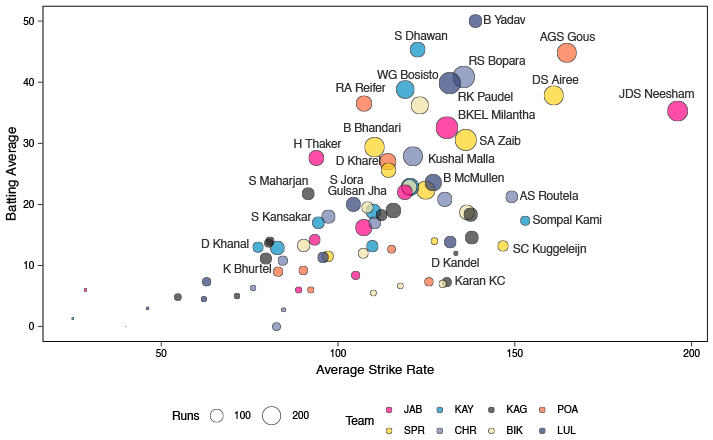 50
B Yadav
S Dhawan
AGS Gous
RS Bopara
WG Bosisto
DS Airee
40
RA Reifer
RK Paudel
JDS Neesham
BKEL Milantha
B Bhandari
30
H Thaker
SA Zaib
D Kharel
Kushal Malla
S Maharjan
S Jora
B McMullen
Gulsan Jha
AS Routela
20
S Kansakar
Sompal Kami
D Khanal
SC Kuggeleijn
10
K Bhurtel
D Kandel
Karan KC
0
Batting Average
50 100 150 200
Average Strike Rate
Runs 100 200
Team
JAB KAY KAG POA
SPR CHR BIK LUL